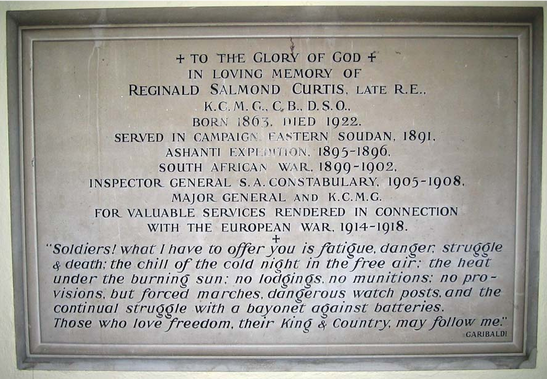 + TO THE GLORY OF GOD +
IN LOVING MEMORY OF
REGINALD SALMOND CURTIS, LATE R.E.,
K.C.M.G., C.B., D.S.O.,
BORN 1863. DIED 1922.
SERVED IN CAMPAIGN, EASTERN SOUDAN, 1891,
ASHANTI EXPEDITION, 1895-1896,
SOUTH AFRICAN WAR, 1899-1902,
INSPECTOR GENERAL S.A. CONSTABULARY, 1905-1908,
MAJOR GENERAL AND K.C.M.G.
FOR VALUABLE SERVICES RENDERED IN CONNECTION
WITH THE EUROPEAN WAR, 1914-1918.
+
"Soldiers! what I have to offer you is fatigue, danger, struggle
& death; the chill of the cold night in the free air; the heat
under the burning sun; no lodgings, no munitions; no pro-
visions, but forced marches, dangerous watch posts, and the
continual struggle with a bayonet against batteries.
Those who love freedom, their King & Country, may follow me."
GARIBALDI